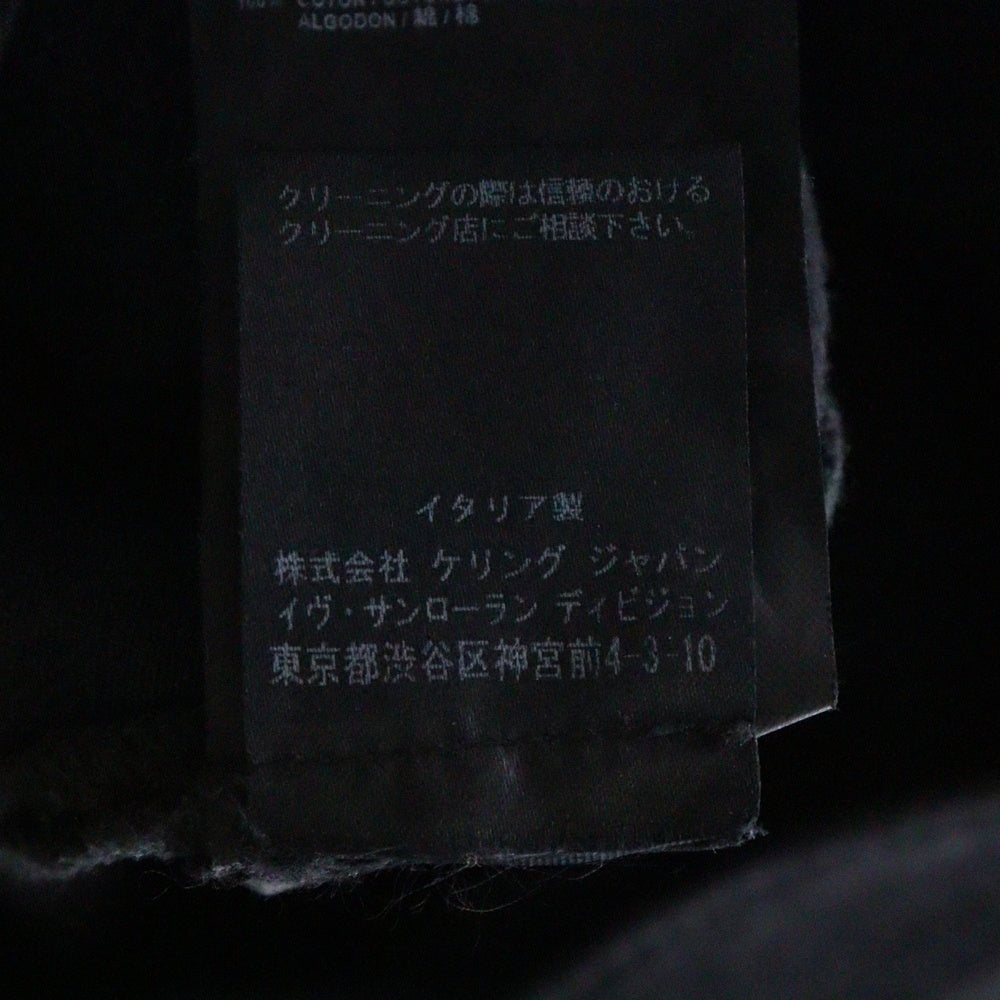 100%
ALGODON / 綿 / 棉
クリーニングの際は信頼のおける
クリーニング店にご相談下さい。
イタリア製
株式会社 ケリング ジャパン
イヴ・サンローラン ディビジョン
東京都渋谷区神宮前4-3-10